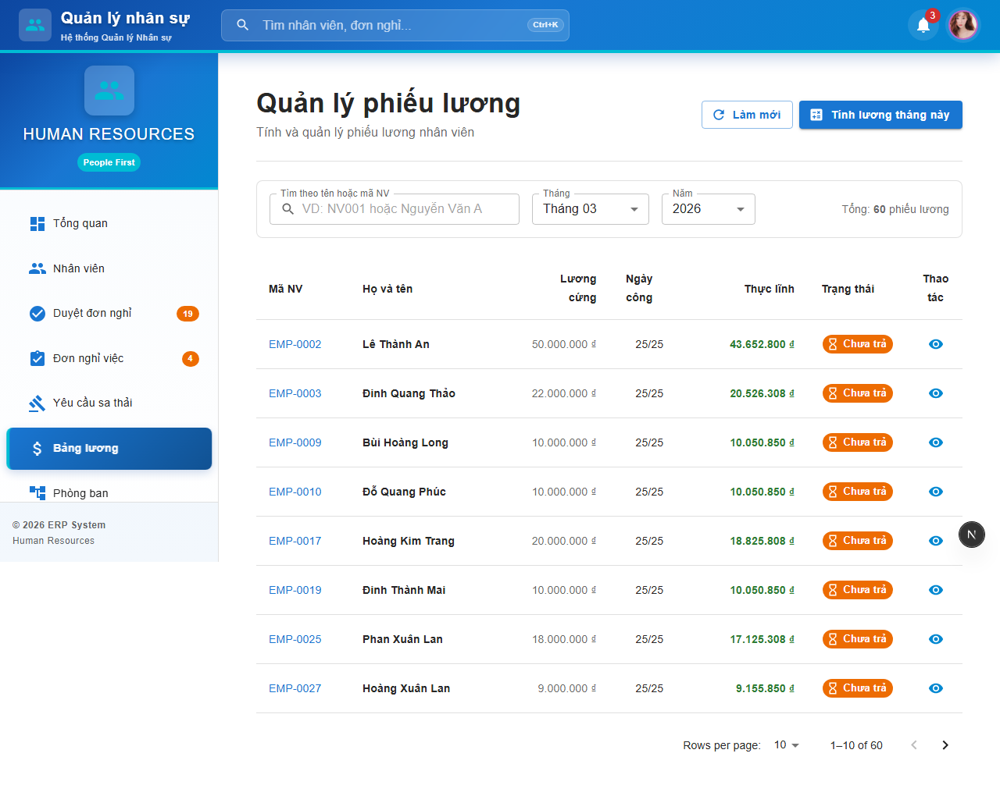 Quản lý nhân sự
Hệ thống Quản lý Nhân sự
Tìm nhân viên, đơn nghỉ...
Ctrl+K
3
HUMAN RESOURCES
People First
Tổng quan
Nhân viên
Duyệt đơn nghỉ
19
Đơn nghỉ việc
4
Yêu cầu sa thải
Bảng lương
Phòng ban
© 2026 ERP System
Human Resources
Quản lý phiếu lương
Tính và quản lý phiếu lương nhân viên
Làm mới
Tính lương tháng này
Tìm theo tên hoặc mã NV
VD: NV001 hoặc Nguyễn Văn A
Tháng
Tháng 03
Năm
2026
Tổng: 60 phiếu lương
Mã NV
Họ và tên
Lương cứng
Ngày công
Thực lĩnh
Trạng thái
Thao tác
EMP-0002 Lê Thành An 50.000.000 ₫ 25/25 43.652.800 ₫ Chưa trả
EMP-0003 Đinh Quang Thảo 22.000.000 ₫ 25/25 20.526.308 ₫ Chưa trả
EMP-0009 Bùi Hoàng Long 10.000.000 ₫ 25/25 10.050.850 ₫ Chưa trả
EMP-0010 Đỗ Quang Phúc 10.000.000 ₫ 25/25 10.050.850 ₫ Chưa trả
EMP-0017 Hoàng Kim Trang 20.000.000 ₫ 25/25 18.825.808 ₫ Chưa trả
EMP-0019 Đinh Thành Mai 10.000.000 ₫ 25/25 10.050.850 ₫ Chưa trả
EMP-0025 Phan Xuân Lan 18.000.000 ₫ 25/25 17.125.308 ₫ Chưa trả
EMP-0027 Hoàng Xuân Lan 9.000.000 ₫ 25/25 9.155.850 ₫ Chưa trả
N
Rows per page: 10 1–10 of 60